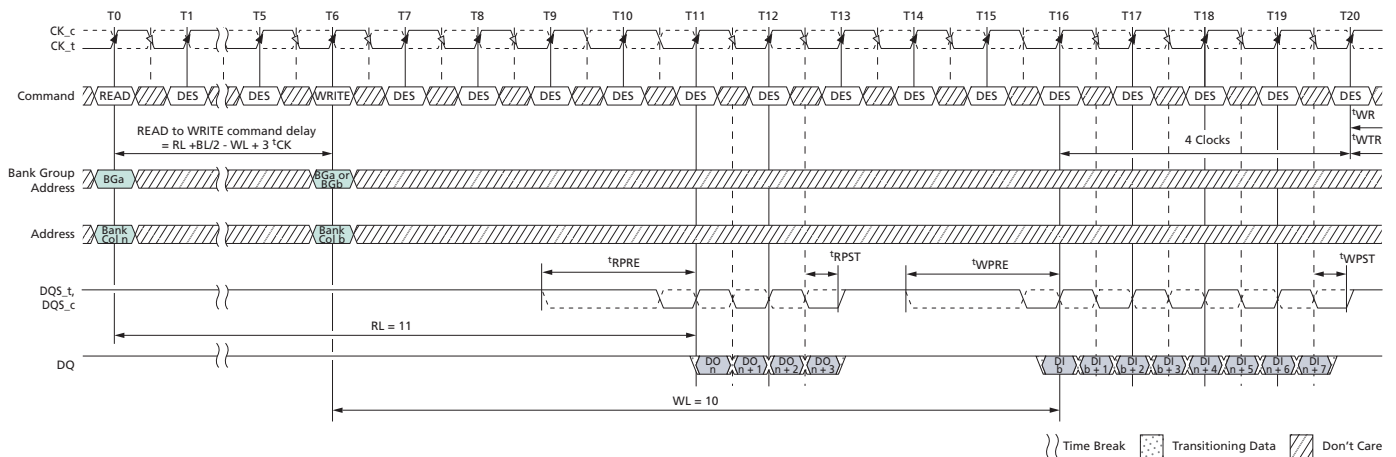 T0 T1 T5 T6 T7 T8 T9 T10 T11 T12 T13 T14 T15 T16 T17 T18 T19 T20
CK_c
CK_t
Command READ DES DES WRITE DES DES DES DES DES DES DES DES DES DES DES DES DES DES
READ to WRITE command delay
= RL +BL/2 - WL + 3 tCK
4 Clocks
tWR
tWTR
Bank Group
Address
BGa
BGa or
BGb
Address
Bank
Col n
Bank
Col b
tRPRE tRPST tWPRE tWPST
DQS_t,
DQS_c
RL = 11
DQ
DO
n
DO
n + 1
DO
n + 2
DO
n + 3
DI
b
DI
b + 1
DI
b + 2
DI
b + 3
DI
n + 4
DI
n + 5
DI
n + 6
DI
n + 7
WL = 10
Time Break Transitioning Data Don't Care